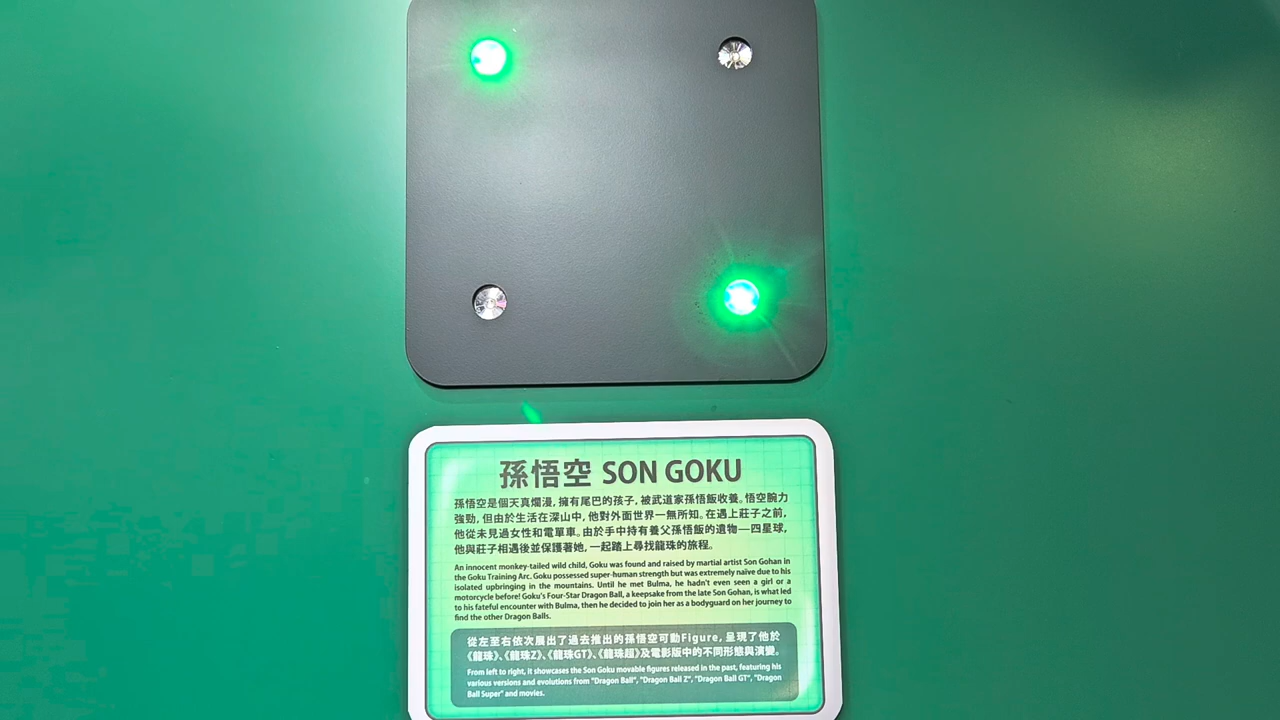 孫悟空 SON GOKU
孫悟空是個天真爛漫, 擁有尾巴的孩子, 被武道家孫悟飯收養。悟空腕力
強勁, 但由於生活在深山中, 他對外面世界一無所知。在遇上莊子之前,
他從未見過女性和電單車。由於手中持有養父孫悟飯的遺物—四星球,
他與莊子相遇後並保護著她, 一起踏上尋找龍珠的旅程。
An innocent monkey-tailed wild child, Goku was found and raised by martial artist Son Gohan in
the Goku Training Arc. Goku possessed super-human strength but was extremely naïve due to his
isolated upbringing in the mountains. Until he met Bulma, he hadn't even seen a girl or a
motorcycle before! Goku's Four-Star Dragon Ball, a keepsake from the late Son Gohan, is what led
to his fateful encounter with Bulma, then he decided to join her as a bodyguard on her journey to
find the other Dragon Balls.
從左至右依次展出了過去推出的孫悟空可動Figure, 呈現了他於
《龍珠》、《龍珠Z》、《龍珠GT》、《龍珠超》及電影版中的不同形態與演變。
From left to right, it showcases the Son Goku movable figures released in the past, featuring his
various versions and evolutions from "Dragon Ball", "Dragon Ball Z", "Dragon Ball GT", "Dragon
Ball Super" and movies.